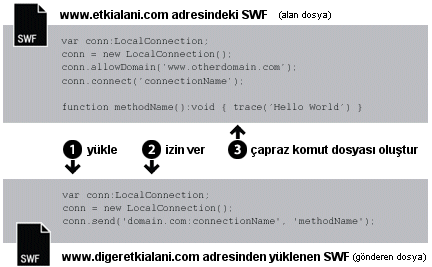 www.etkialani.com adresindeki SWF (alan dosya)
SWF
var conn:LocalConnection;
conn = new LocalConnection();
conn.allowDomain('www.otherdomain.com');
conn.connect('connectionName');
function methodName():void { trace('Hello World') }
1 yükle 2 izin ver 3 çapraz komut dosyası oluştur
var conn:LocalConnection;
conn = new LocalConnection();
conn.send('domain.com:connectionName', 'methodName');
SWF
www.digeretkialani.com adresinden yüklenen SWF (gönderen dosya)